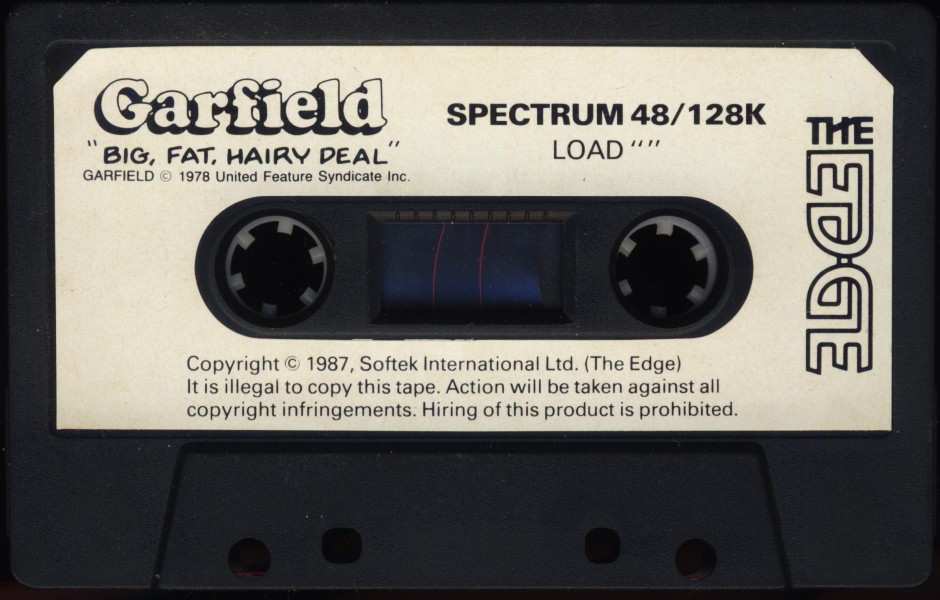 Garfield
"BIG, FAT, HAIRY DEAL"
GARFIELD © 1978 United Feature Syndicate Inc.
SPECTRUM 48/128K
LOAD “ ”
THE
EDGE
Copyright © 1987, Softek International Ltd. (The Edge)
It is illegal to copy this tape. Action will be taken against all
copyright infringements. Hiring of this product is prohibited.